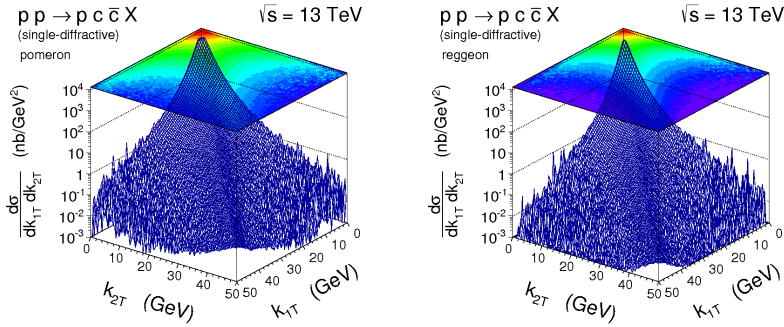 p p → p c c̅ X
√s = 13 TeV
(single-diffractive)
pomeron
dσ/dk₁T dk₂T (nb/GeV²)
10⁴
10³
10²
10
1
10⁻¹
10⁻²
10⁻³
0
10
20
30
40
50
k₂T (GeV)
50
40
30
20
10
0
k₁T (GeV)
p p → p c c̅ X
√s = 13 TeV
(single-diffractive)
reggeon
dσ/dk₁T dk₂T (nb/GeV²)
10⁴
10³
10²
10
1
10⁻¹
10⁻²
10⁻³
0
10
20
30
40
50
k₂T (GeV)
50
40
30
20
10
0
k₁T (GeV)